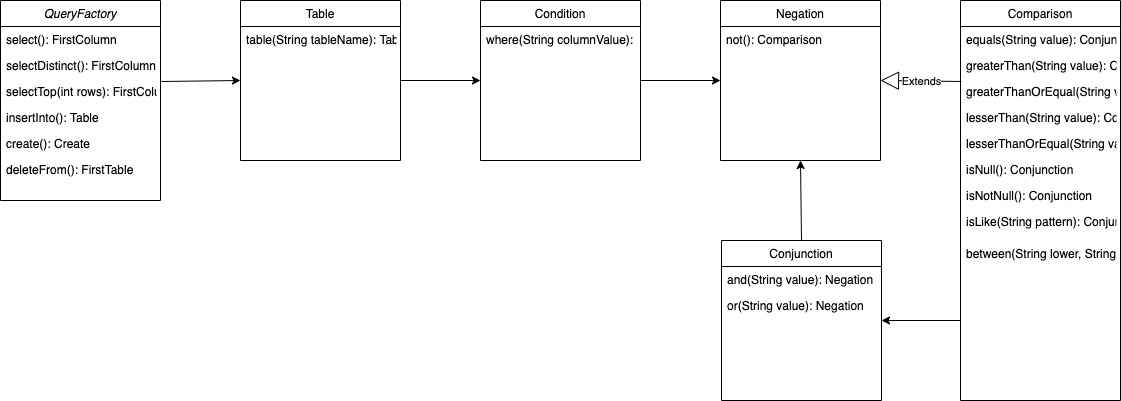 QueryFactory
select(): FirstColumn
selectDistinct(): FirstColumn
selectTop(int rows): FirstColu
insertInto(): Table
create(): Create
deleteFrom(): FirstTable
Table
table(String tableName): Tab
Condition
where(String columnValue):
Negation
not(): Comparison
Extends
Comparison
equals(String value): Conjun
greaterThan(String value): C
greaterThanOrEqual(String
lesserThan(String value): Co
lesserThanOrEqual(String va
isNull(): Conjunction
isNotNull(): Conjunction
isLike(String pattern): Conju
between(String lower, String
Conjunction
and(String value): Negation
or(String value): Negation